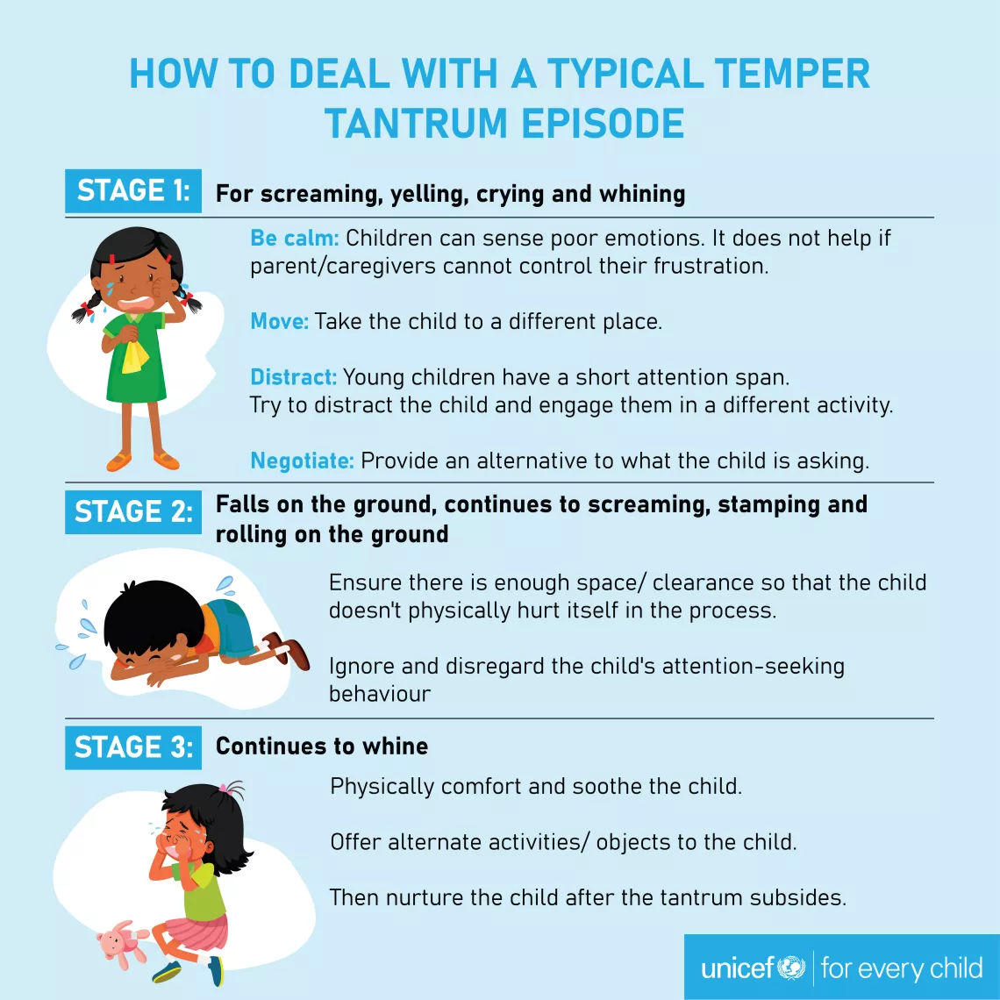 HOW TO DEAL WITH A TYPICAL TEMPER
TANTRUM EPISODE
STAGE 1:
For screaming, yelling, crying and whining
Be calm: Children can sense poor emotions. It does not help if
parent/caregivers cannot control their frustration.
Move: Take the child to a different place.
Distract: Young children have a short attention span.
Try to distract the child and engage them in a different activity.
Negotiate: Provide an alternative to what the child is asking.
STAGE 2:
Falls on the ground, continues to screaming, stamping and
rolling on the ground
Ensure there is enough space/ clearance so that the child
doesn't physically hurt itself in the process.
Ignore and disregard the child's attention-seeking
behaviour
STAGE 3:
Continues to whine
Physically comfort and soothe the child.
Offer alternate activities/ objects to the child.
Then nurture the child after the tantrum subsides.
unicef for every child